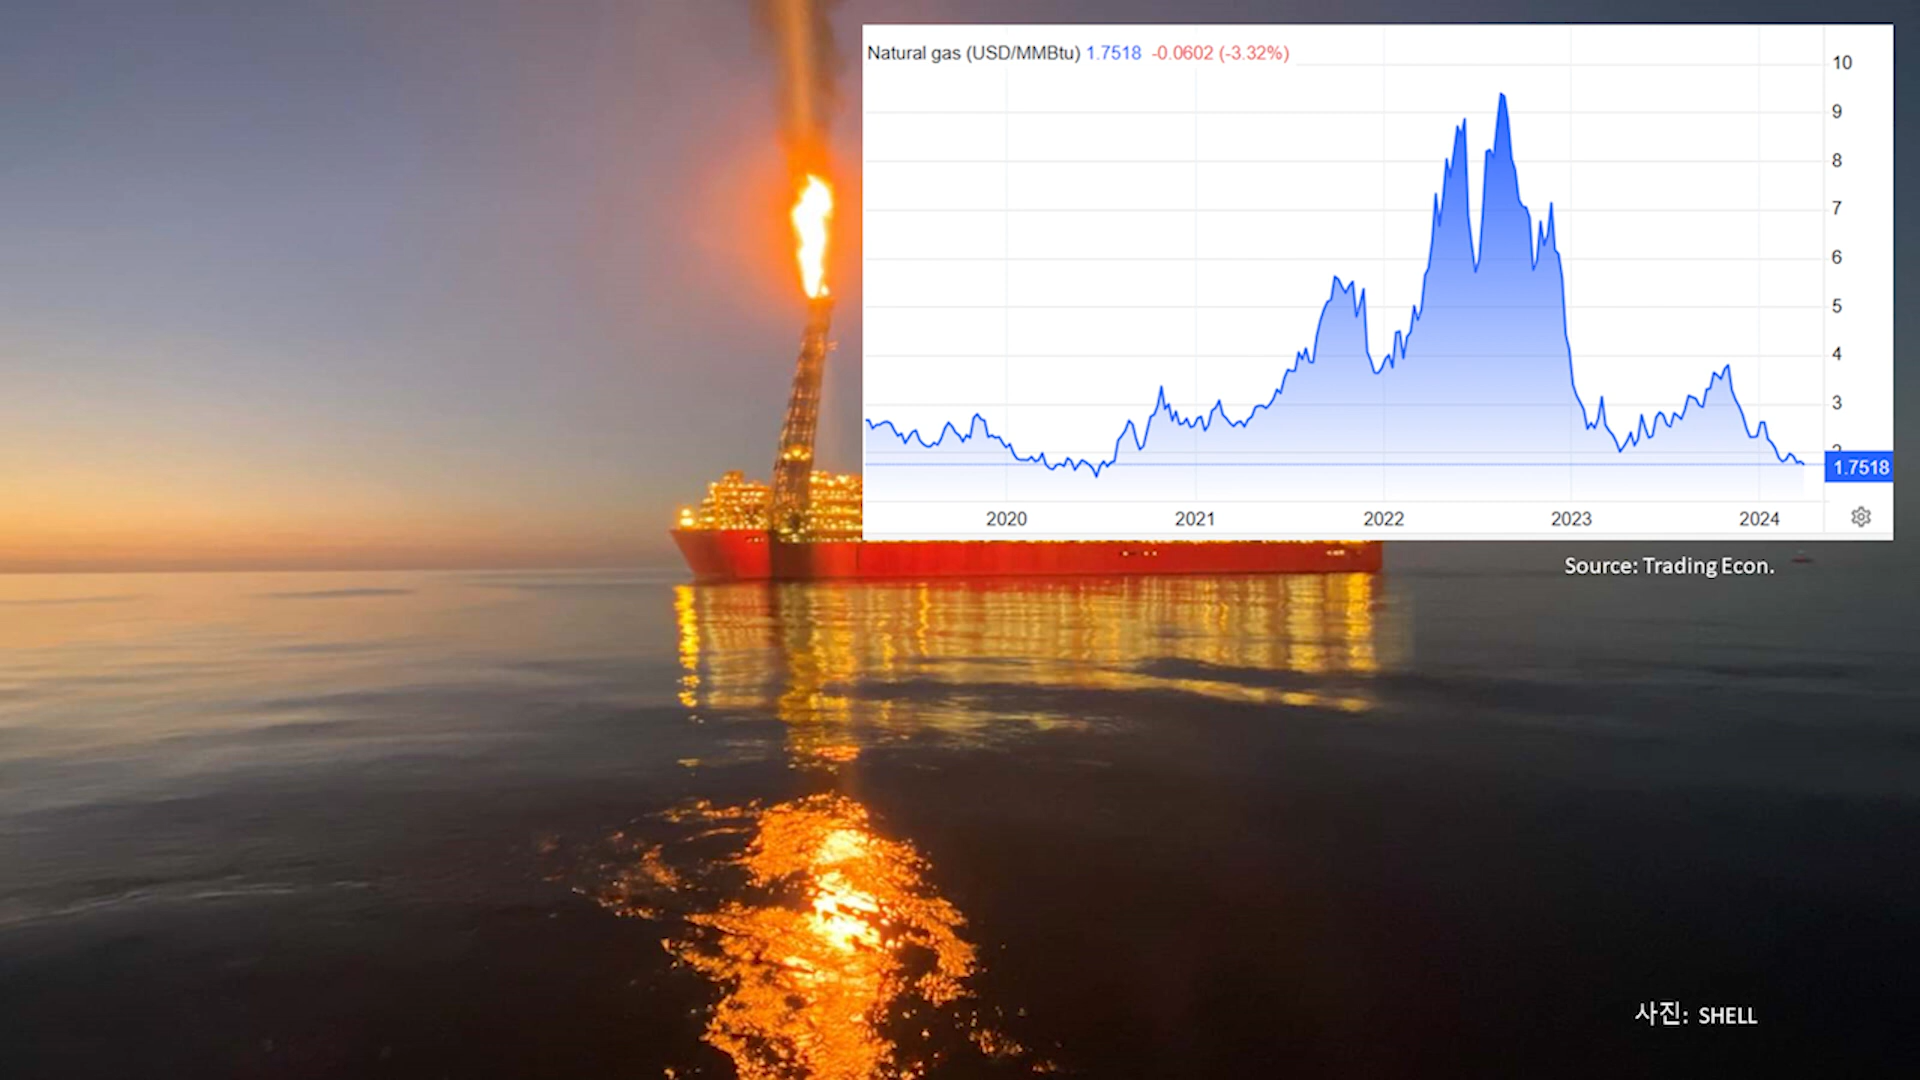 Natural gas (USD/MMBtu) 1.7518 -0.0602 (-3.32%)
10
9
8
7
6
5
4
3
2
1.7518
2020 2021 2022 2023 2024
Source: Trading Econ.
사진: SHELL